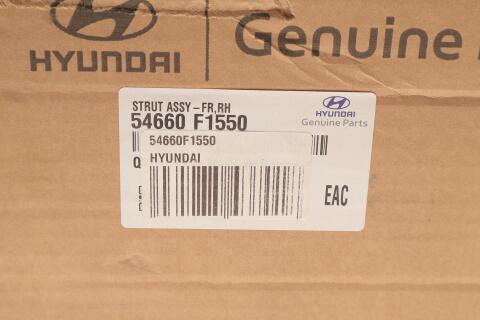 HYUNDAI
Genuine
STRUT ASSY-FR,RH
54660 F1550
HYUNDAI
Genuine Parts
54660F1550
HYUNDAI
Q
EAC